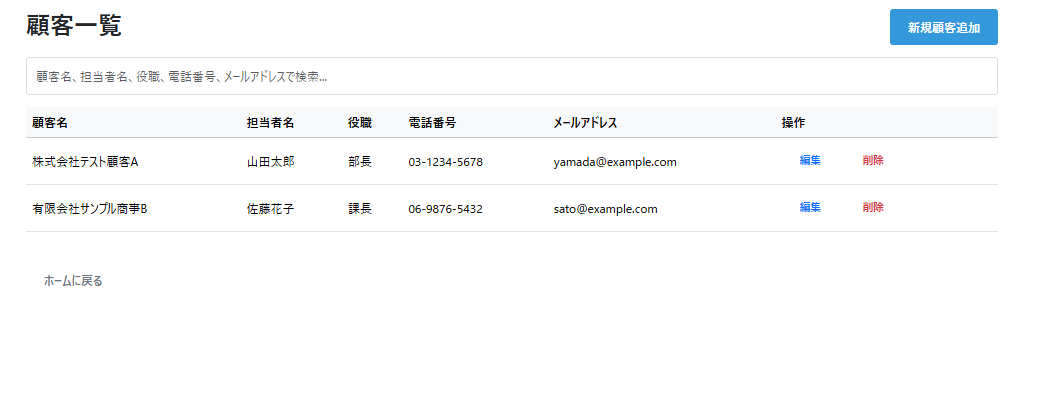 顧客一覧
新規顧客追加
顧客名、担当者名、役職、電話番号、メールアドレスで検索...
顧客名 担当者名 役職 電話番号 メールアドレス 操作
株式会社テスト顧客A 山田太郎 部長 03-1234-5678 yamada@example.com 編集 削除
有限会社サンプル商事B 佐藤花子 課長 06-9876-5432 sato@example.com 編集 削除
ホームに戻る